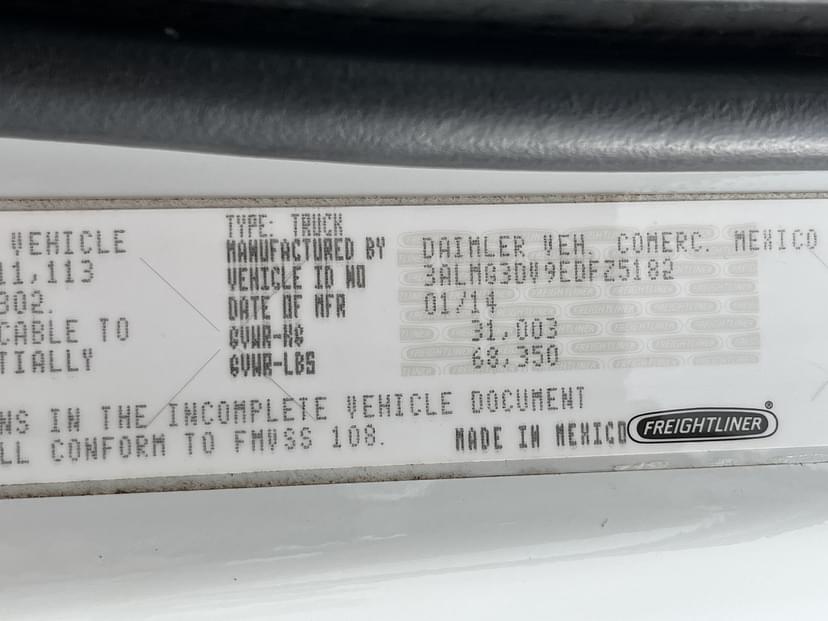 VEHICLE
11,113
302.
CABLE TO
TIALLY
TYPE: TRUCK
MANUFACTURED BY DAIMLER VEH. COMERC. MEXICO
VEHICLE ID NO 3ALMG3DV9EDFZ5182
DATE OF MFR 01/14
GVWR-KG 31,003
GVWR-LBS 68,350
NS IN THE INCOMPLETE VEHICLE DOCUMENT
LL CONFORM TO FMVSS 108.
MADE IN MEXICO
FREIGHTLINER®